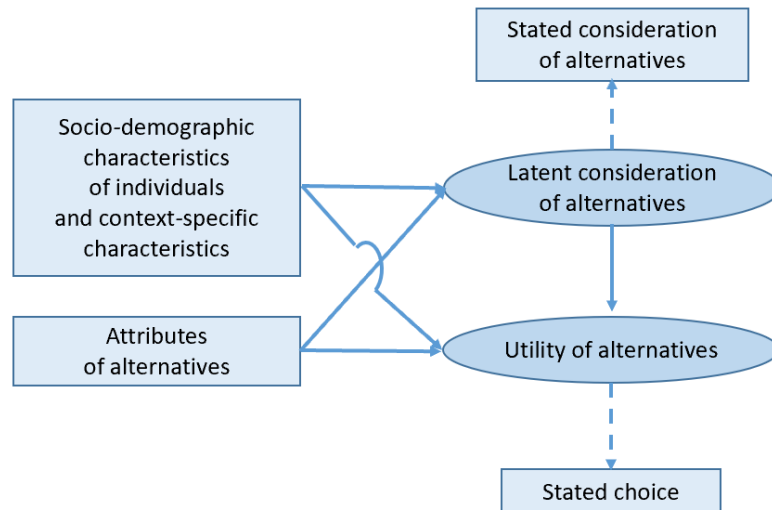 Stated consideration
of alternatives
Socio-demographic
characteristics
of individuals
and context-specific
characteristics
Latent consideration
of alternatives
Attributes
of alternatives
Utility of alternatives
Stated choice